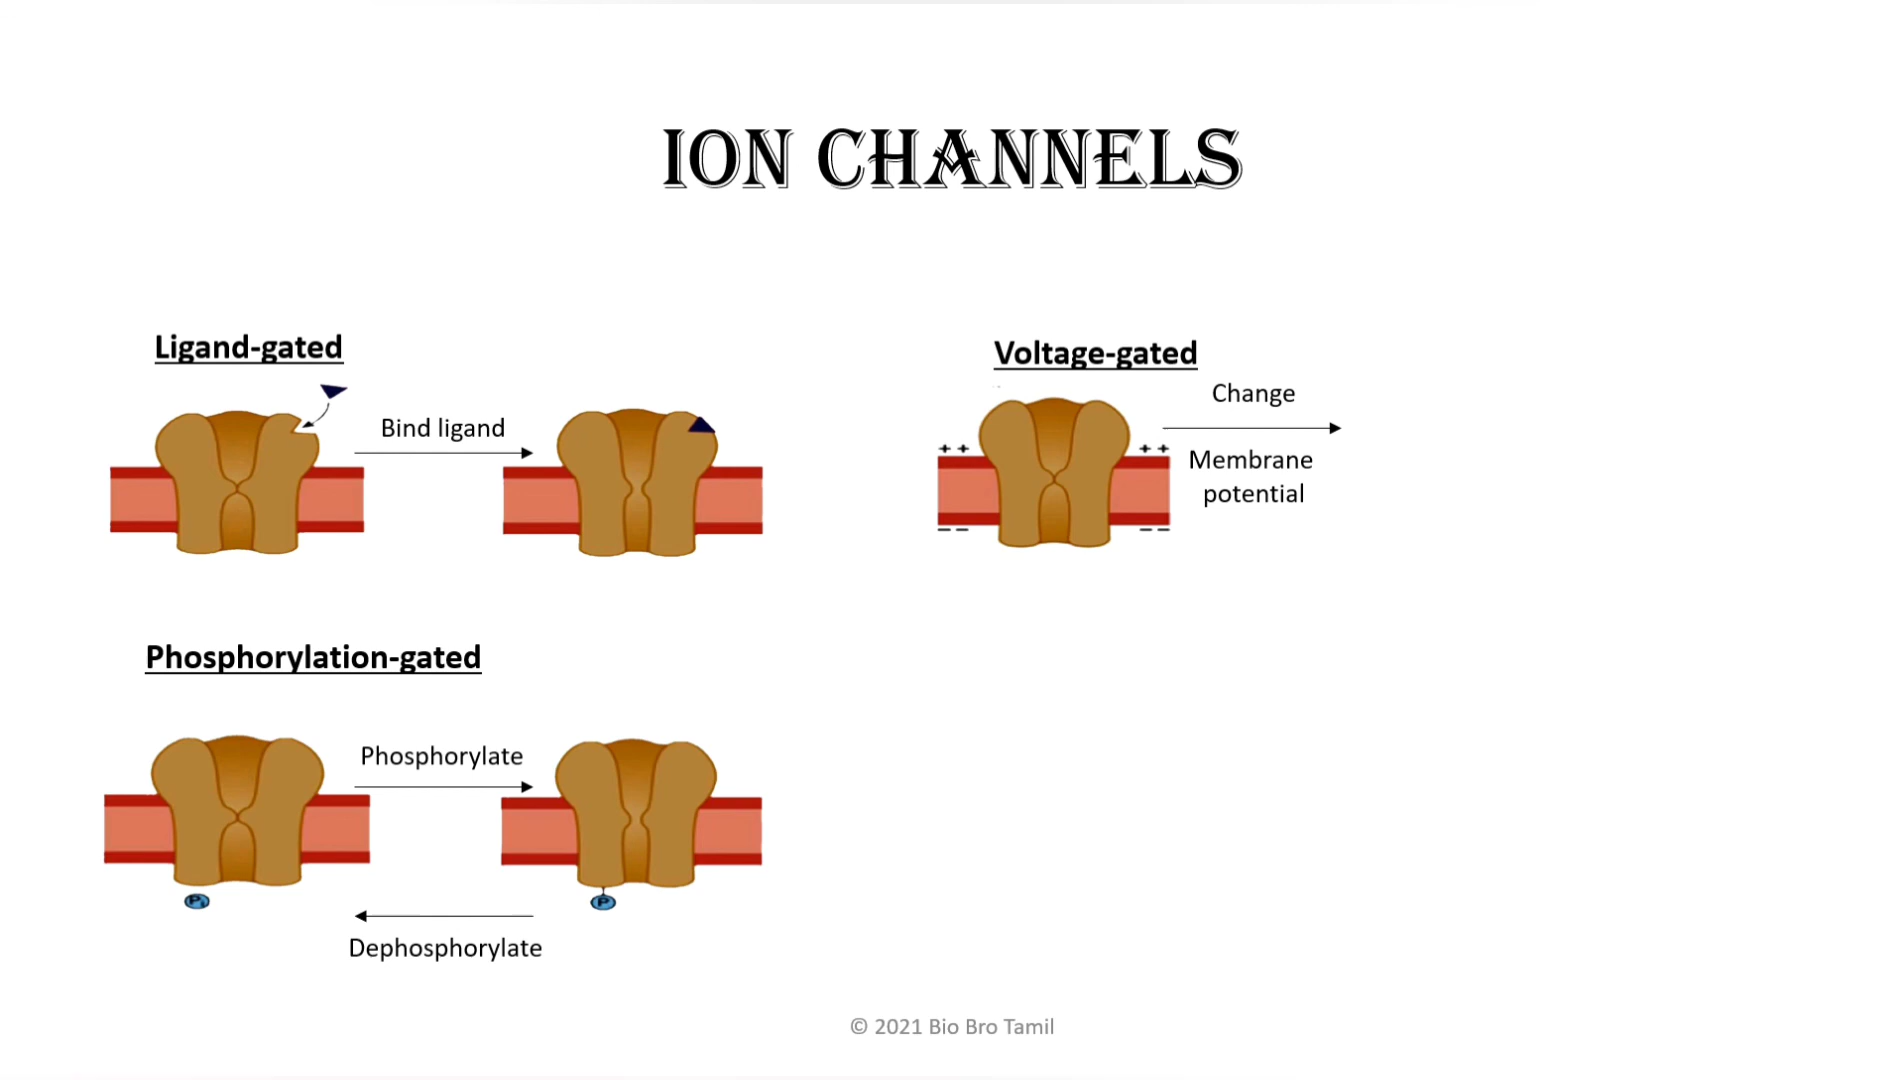 ION CHANNELS
Ligand-gated
Bind ligand
Voltage-gated
Change
Membrane
potential
+ +
+ +
– –
– –
Phosphorylation-gated
Phosphorylate
Pi
P
Dephosphorylate
© 2021 Bio Bro Tamil